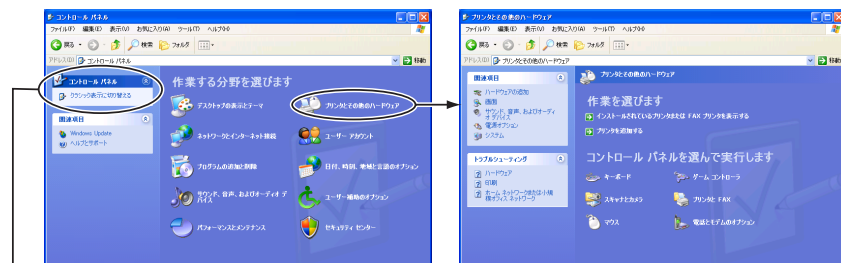 コントロール パネル
ファイル(F) 編集(E) 表示(V) お気に入り(A) ツール(T) ヘルプ(H)
戻る 検索 フォルダ
アドレス(D) コントロール パネル 移動
コントロール パネル
クラシック表示に切り替える
関連項目
Windows Update
ヘルプとサポート
作業する分野を選びます
デスクトップの表示とテーマ
プリンタとその他のハードウェア
ネットワークとインターネット接続
ユーザー アカウント
プログラムの追加と削除
日付、時刻、地域と言語のオプション
サウンド、音声、およびオーディオ デ
バイス
ユーザー補助のオプション
パフォーマンスとメンテナンス
セキュリティ センター
プリンタとその他のハードウェア
ファイル(F) 編集(E) 表示(V) お気に入り(A) ツール(T) ヘルプ(H)
戻る 検索 フォルダ
アドレス(D) プリンタとその他のハードウェア 移動
関連項目
ハードウェアの追加
画面
サウンド、音声、およびオーディ
オ デバイス
電源オプション
システム
トラブルシューティング
ハードウェア
印刷
ホーム ネットワークまたは小規
模オフィス ネットワーク
プリンタとその他のハードウェア
作業を選びます
インストールされているプリンタまたは FAX プリンタを表示する
プリンタを追加する
コントロール パネルを選んで実行します
キーボード
ゲーム コントローラ
スキャナとカメラ
プリンタと FAX
マウス
電話とモデムのオプション